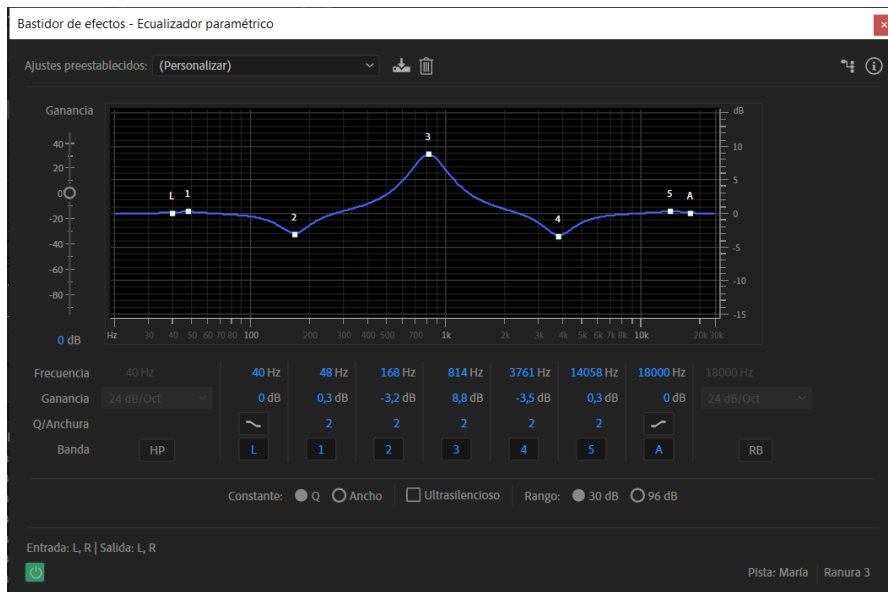 Bastidor de efectos - Ecualizador paramétrico
Ajustes preestablecidos: (Personalizar)
Ganancia
40
20
0
-20
-40
-60
-80
0 dB
dB
10
5
0
-5
-10
-15
L 1 2 3 4 5 A
Hz 30 40 50 60 70 80 100 200 300 400 500 700 1k 2k 3k 4k 5k 6k 7k 8k 10k 20k 30k
Frecuencia 40 Hz 40 Hz 48 Hz 168 Hz 814 Hz 3761 Hz 14058 Hz 18000 Hz 18000 Hz
Ganancia 24 dB/Oct 0 dB 0,3 dB -3,2 dB 8,8 dB -3,5 dB 0,3 dB 0 dB 24 dB/Oct
Q/Anchura 2 2 2 2 2
Banda HP L 1 2 3 4 5 A RB
Constante: Q Ancho Ultrasilencioso Rango: 30 dB 96 dB
Entrada: L, R | Salida: L, R
Pista: María Ranura 3